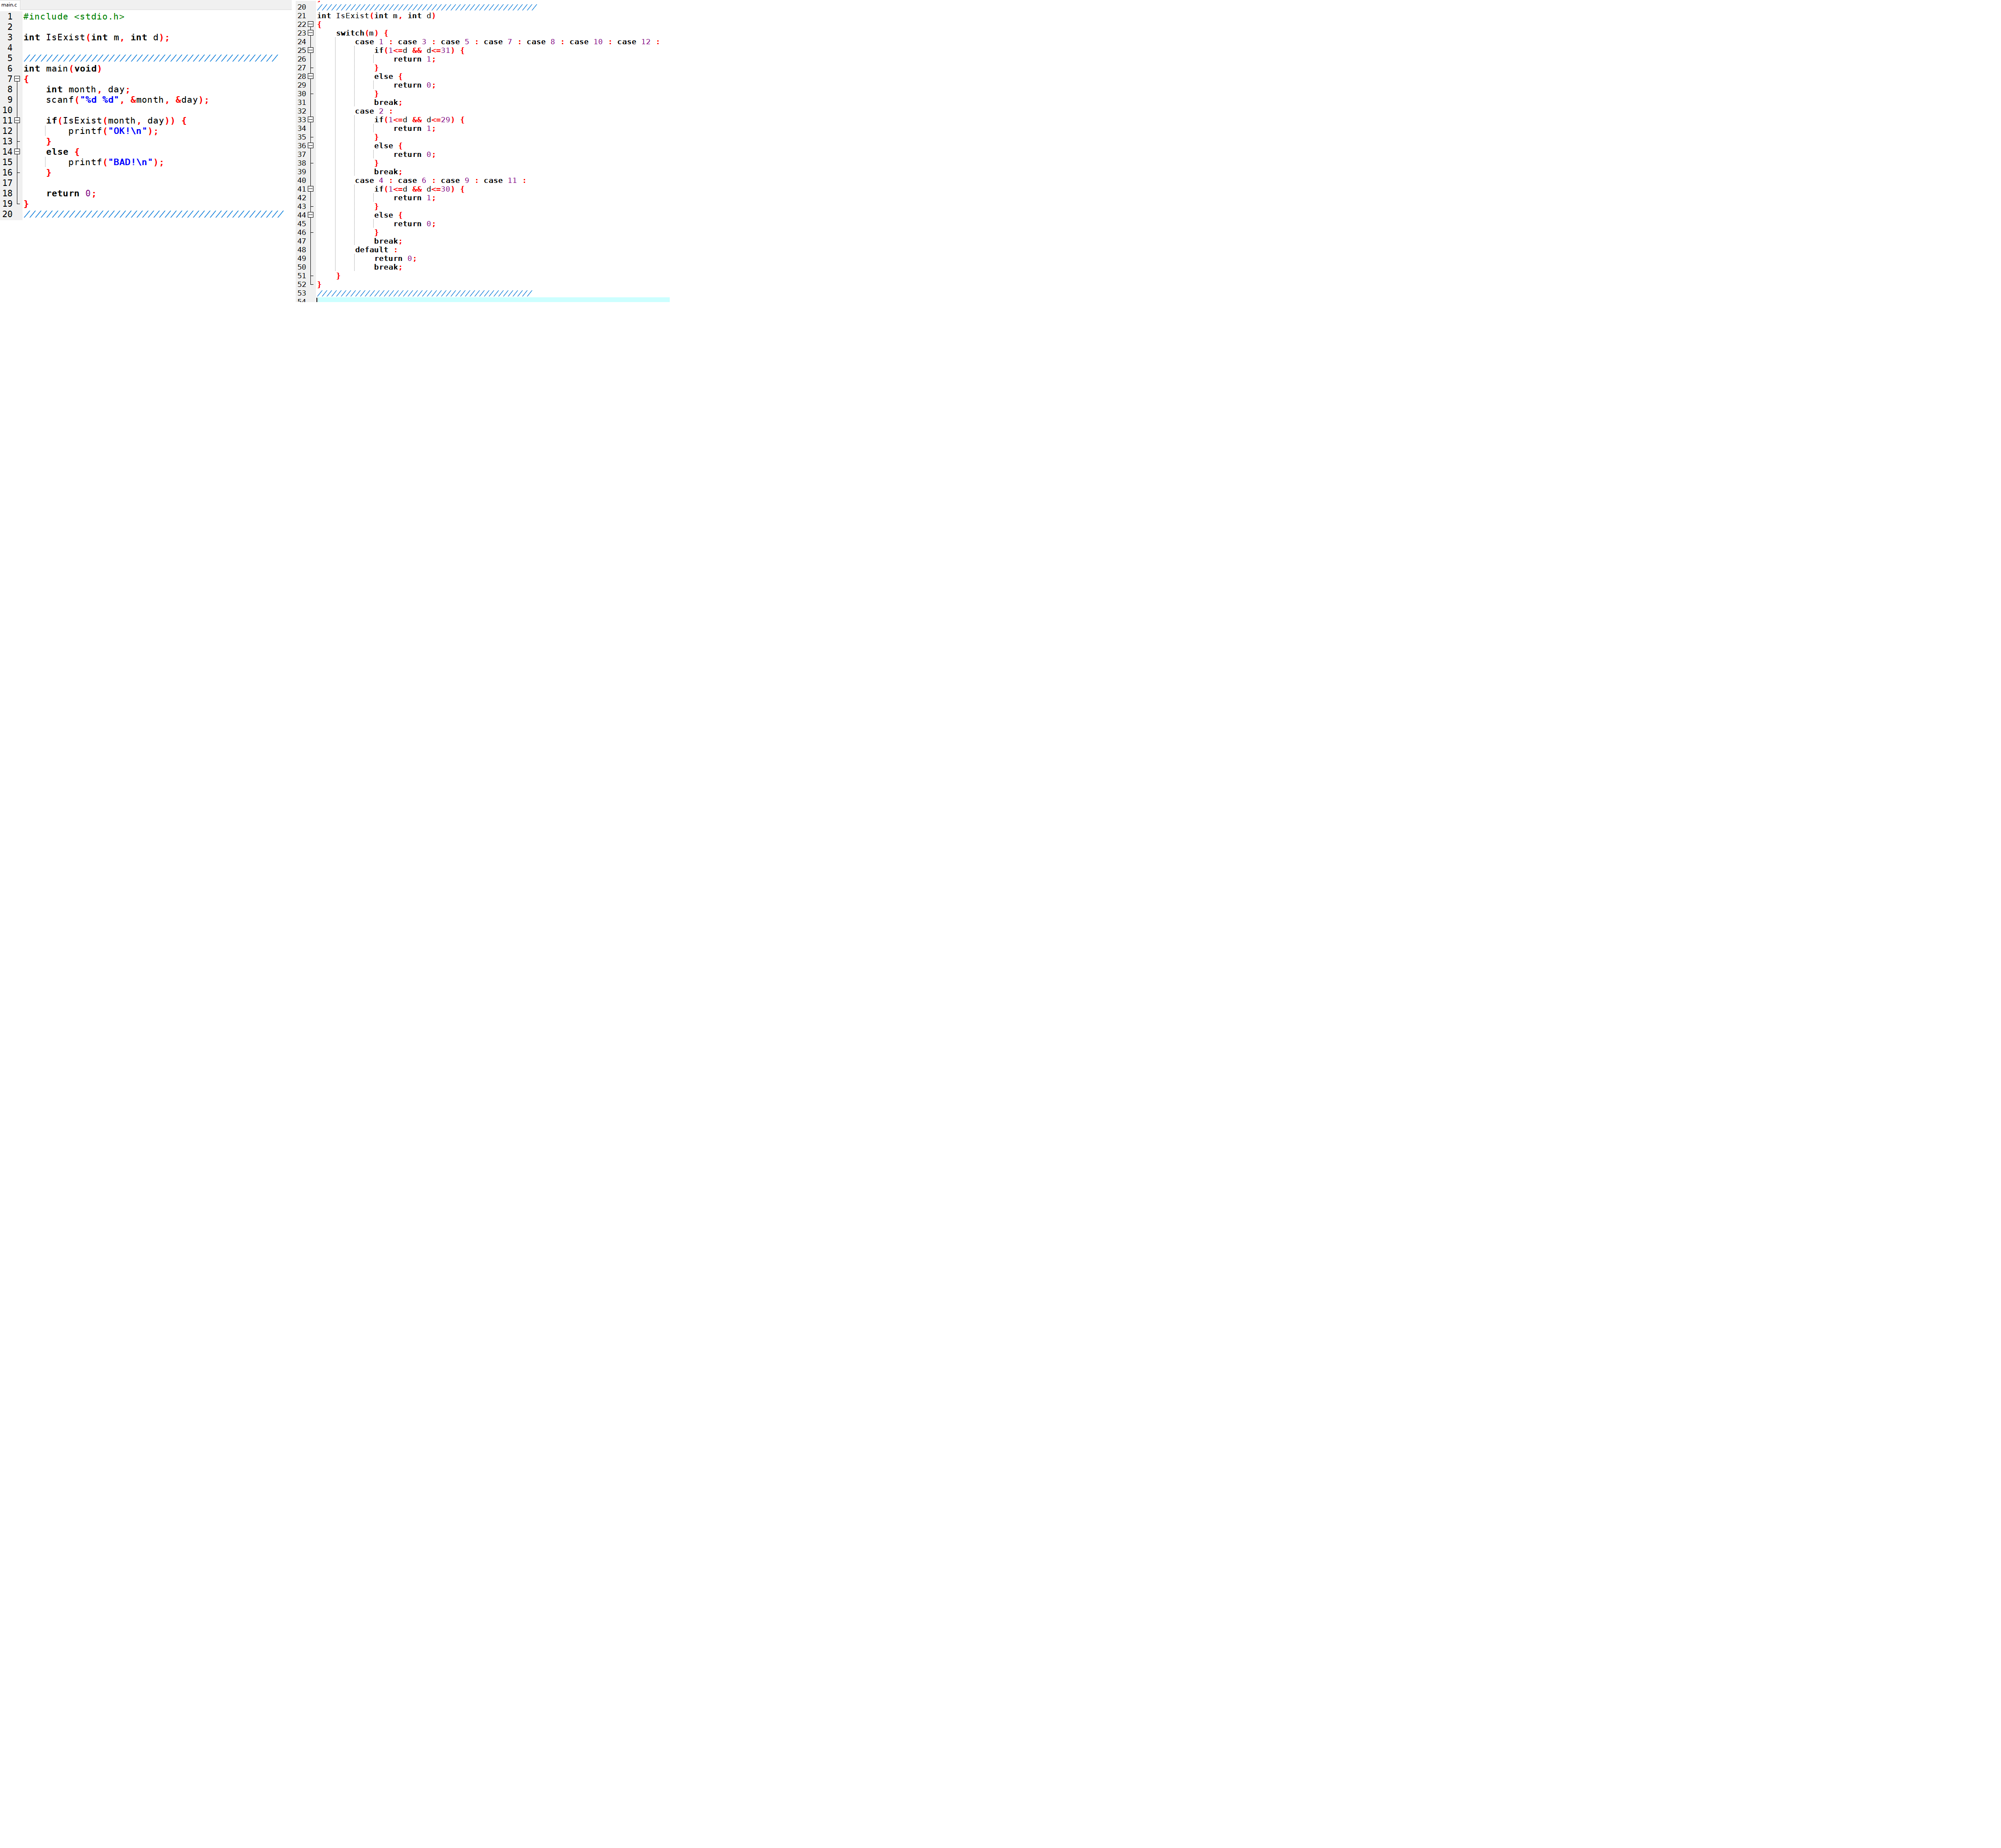 main.c
1 #include <stdio.h>
2
3 int IsExist(int m, int d);
4
5 /////////////////////////////////////////////
6 int main(void)
7 {
8     int month, day;
9     scanf("%d %d", &month, &day);
10
11     if(IsExist(month, day)) {
12         printf("OK!\n");
13     }
14     else {
15         printf("BAD!\n");
16     }
17
18     return 0;
19 }
20 //////////////////////////////////////////////
20 //////////////////////////////////////////////
21 int IsExist(int m, int d)
22 {
23     switch(m) {
24         case 1 : case 3 : case 5 : case 7 : case 8 : case 10 : case 12 :
25             if(1<=d && d<=31) {
26                 return 1;
27             }
28             else {
29                 return 0;
30             }
31             break;
32         case 2 :
33             if(1<=d && d<=29) {
34                 return 1;
35             }
36             else {
37                 return 0;
38             }
39             break;
40         case 4 : case 6 : case 9 : case 11 :
41             if(1<=d && d<=30) {
42                 return 1;
43             }
44             else {
45                 return 0;
46             }
47             break;
48         default :
49             return 0;
50             break;
51     }
52 }
53 /////////////////////////////////////////////
54